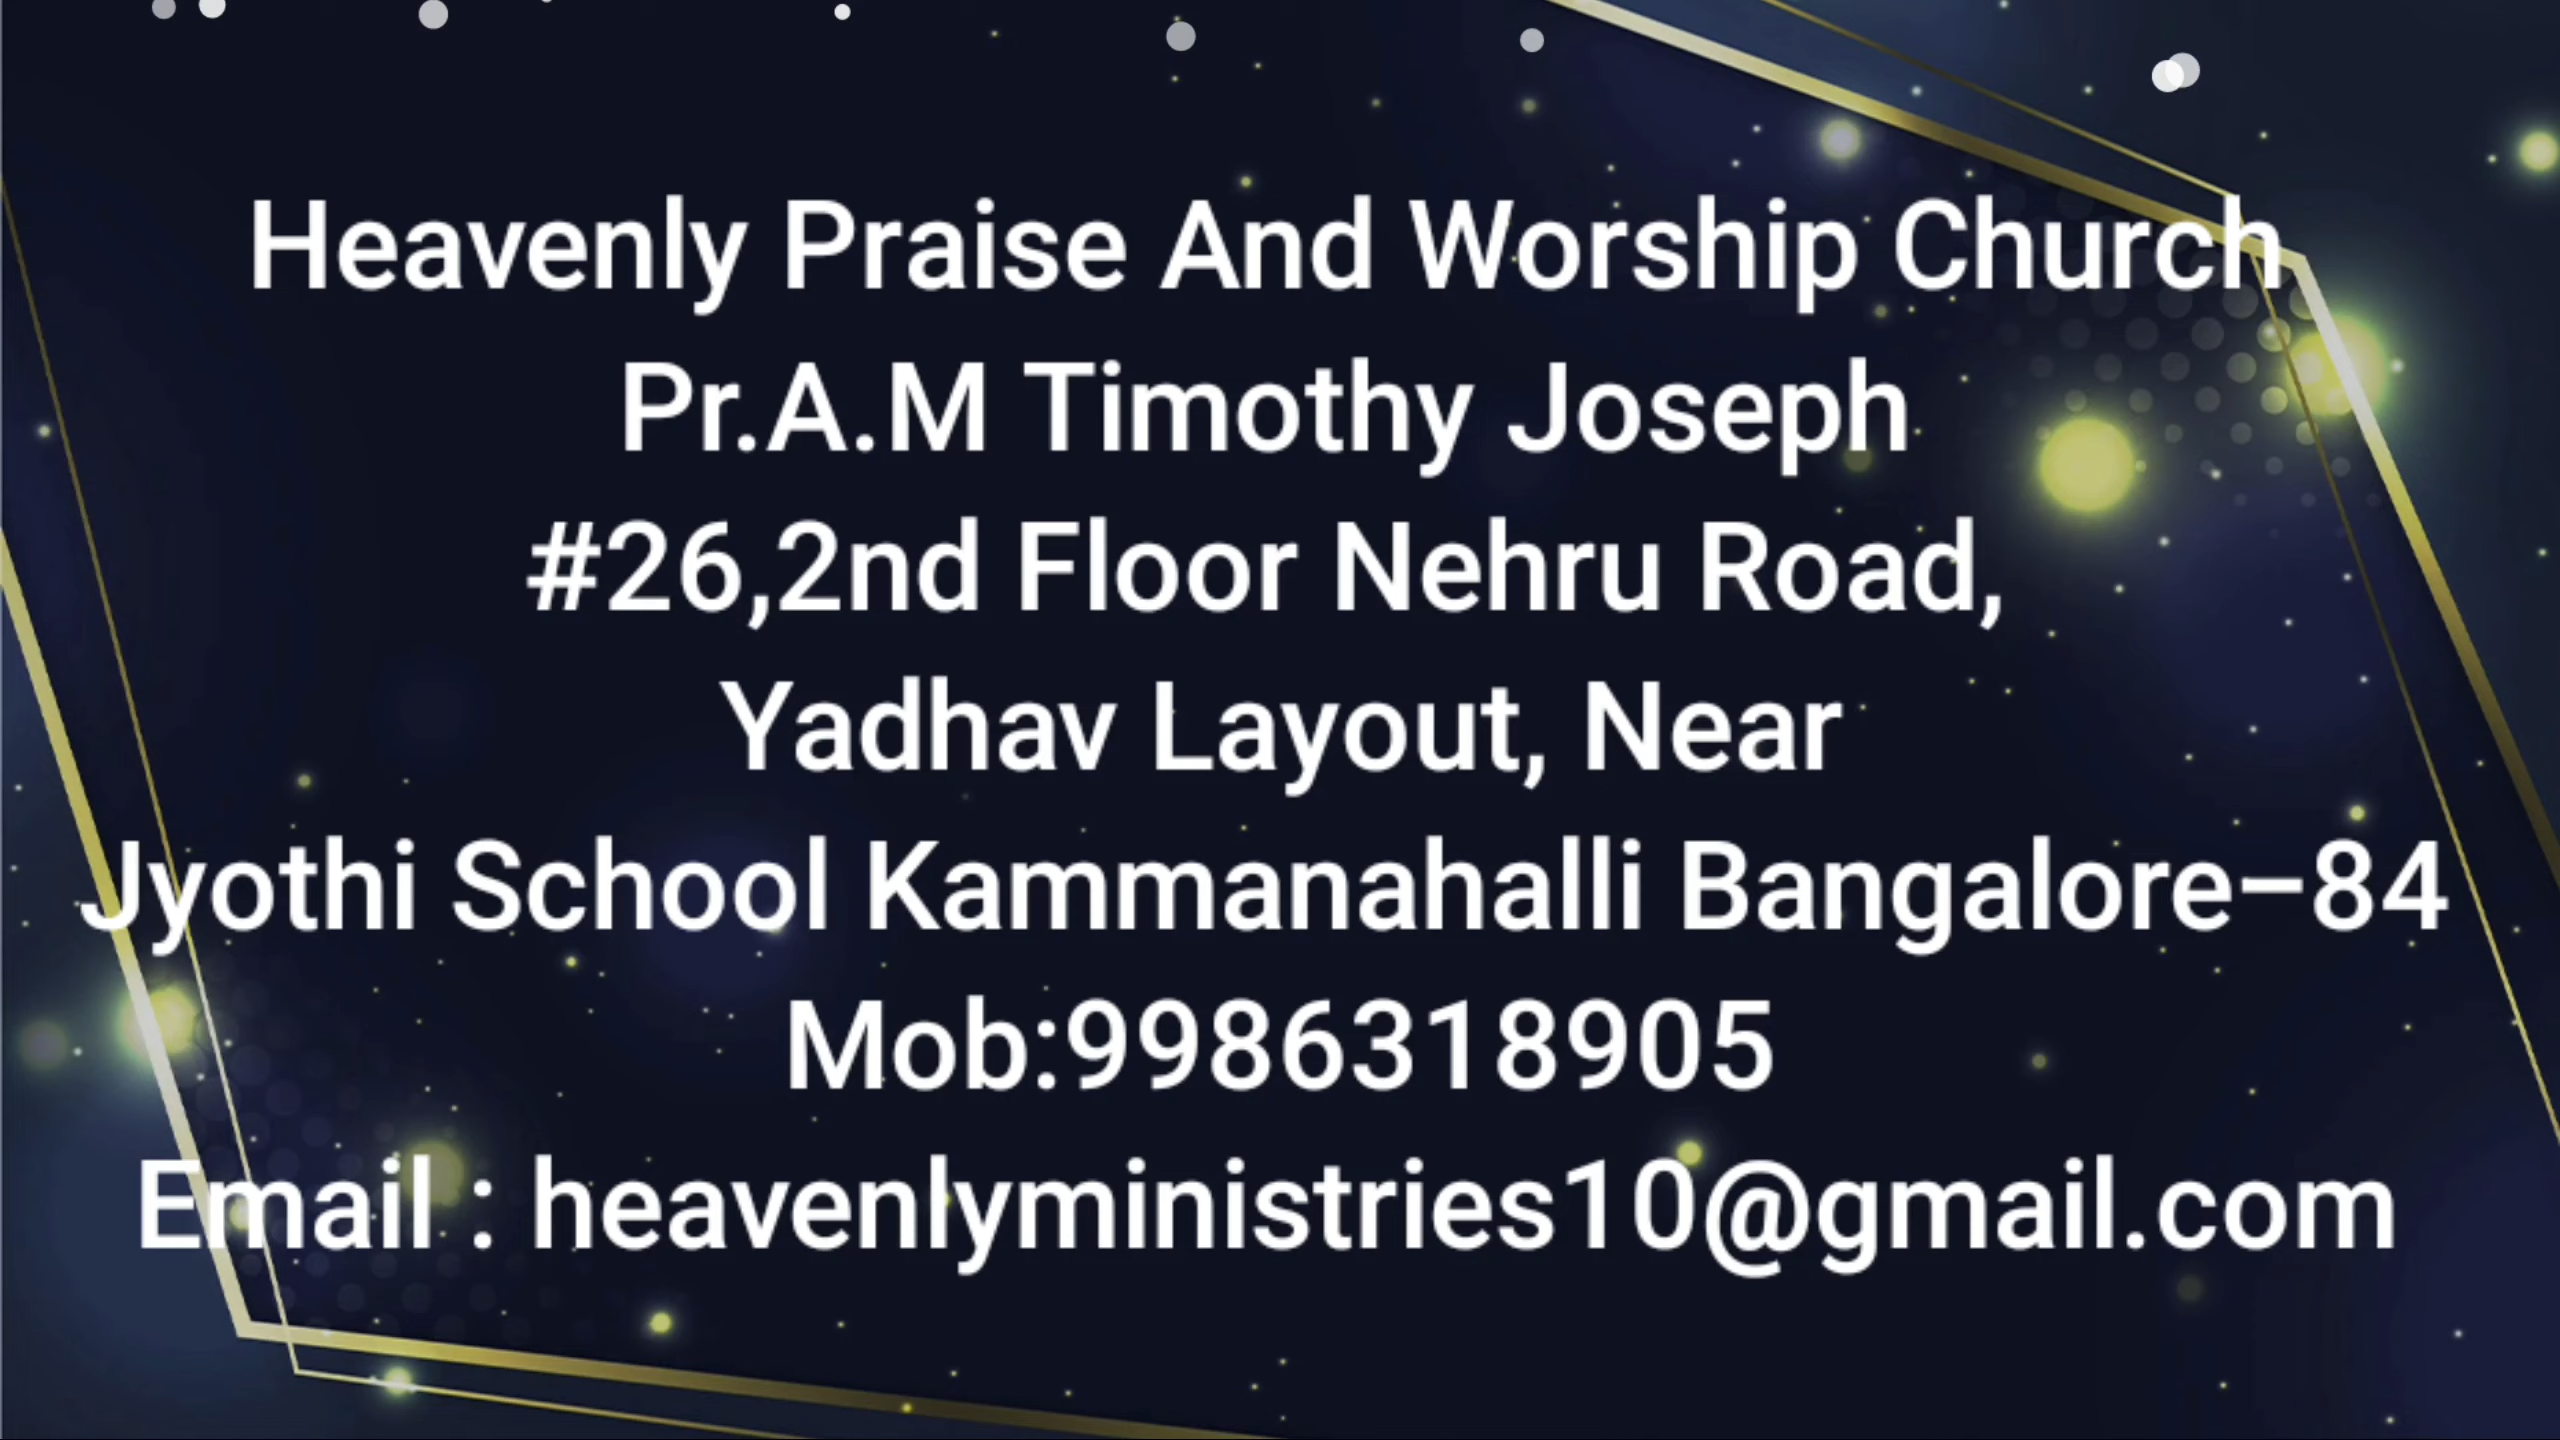 Heavenly Praise And Worship Church
Pr.A.M Timothy Joseph
#26,2nd Floor Nehru Road,
Yadhav Layout, Near
Jyothi School Kammanahalli Bangalore–84
Mob:9986318905
Email : heavenlyministries10@gmail.com